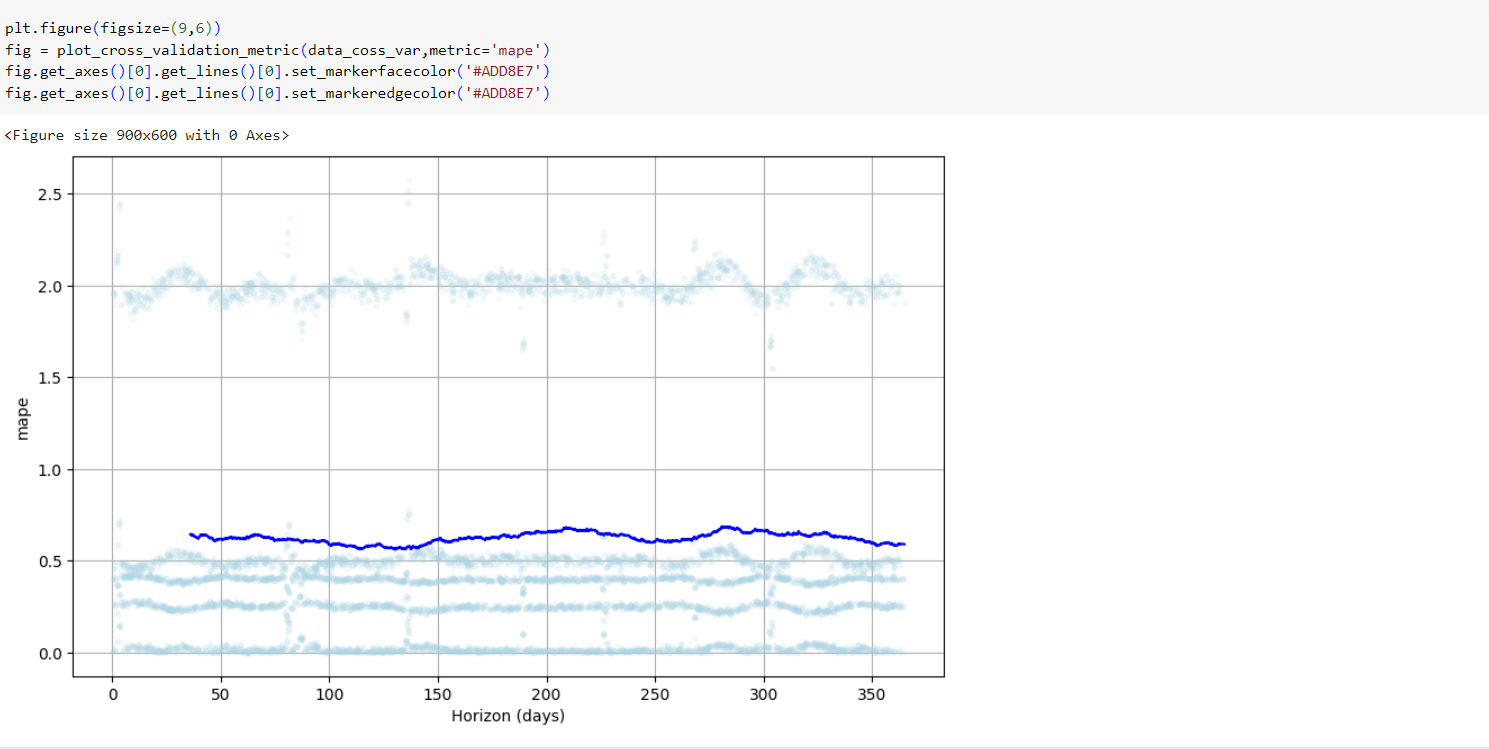 plt.figure(figsize=(9,6))
fig = plot_cross_validation_metric(data_coss_var,metric='mape')
fig.get_axes()[0].get_lines()[0].set_markerfacecolor('#ADD8E7')
fig.get_axes()[0].get_lines()[0].set_markeredgecolor('#ADD8E7')
<Figure size 900x600 with 0 Axes>
2.5
2.0
1.5
1.0
0.5
0.0
mape
0 50 100 150 200 250 300 350
Horizon (days)